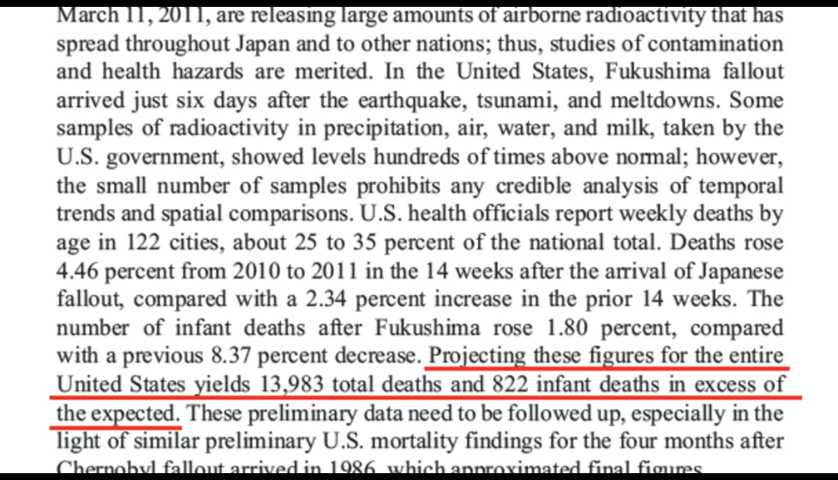 March 11, 2011, are releasing large amounts of airborne radioactivity that has
spread throughout Japan and to other nations; thus, studies of contamination
and health hazards are merited. In the United States, Fukushima fallout
arrived just six days after the earthquake, tsunami, and meltdowns. Some
samples of radioactivity in precipitation, air, water, and milk, taken by the
U.S. government, showed levels hundreds of times above normal; however,
the small number of samples prohibits any credible analysis of temporal
trends and spatial comparisons. U.S. health officials report weekly deaths by
age in 122 cities, about 25 to 35 percent of the national total. Deaths rose
4.46 percent from 2010 to 2011 in the 14 weeks after the arrival of Japanese
fallout, compared with a 2.34 percent increase in the prior 14 weeks. The
number of infant deaths after Fukushima rose 1.80 percent, compared
with a previous 8.37 percent decrease. Projecting these figures for the entire
United States yields 13,983 total deaths and 822 infant deaths in excess of
the expected. These preliminary data need to be followed up, especially in the
light of similar preliminary U.S. mortality findings for the four months after
Chernobyl fallout arrived in 1986, which approximated final figures.